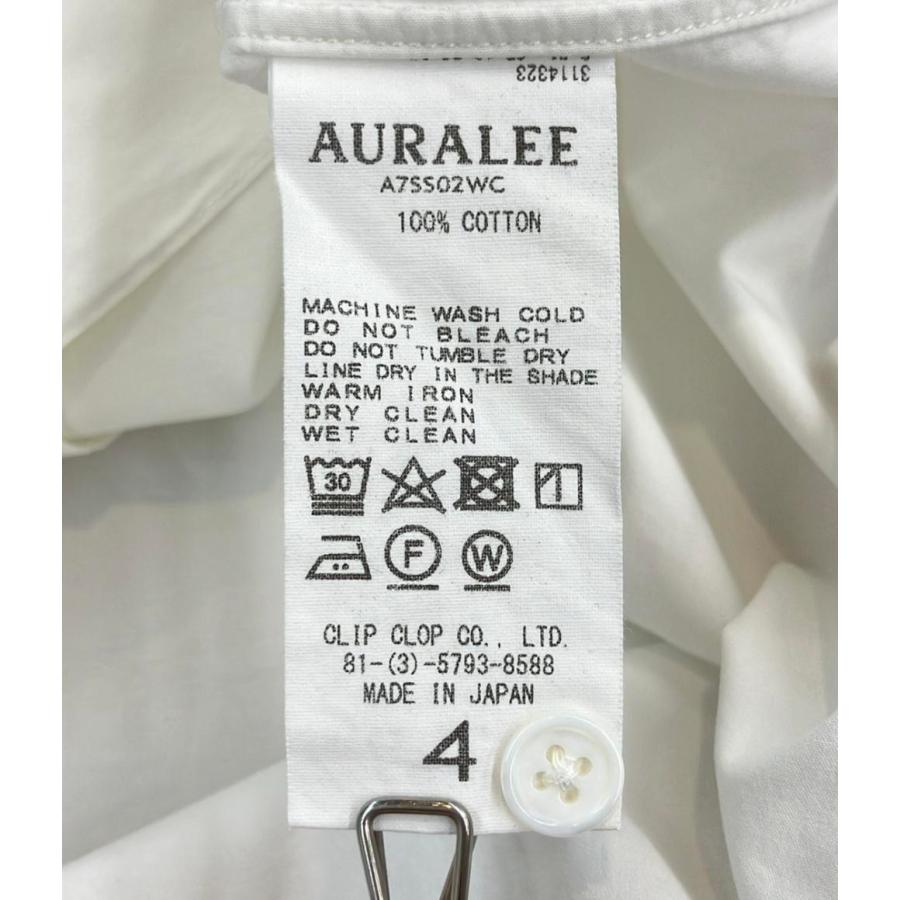 3114323
AURALEE
A7SS02WC
100% COTTON
MACHINE WASH COLD
DO NOT BLEACH
DO NOT TUMBLE DRY
LINE DRY IN THE SHADE
WARM IRON
DRY CLEAN
WET CLEAN
30
F W
CLIP CLOP CO., LTD.
81-(3)-5793-8588
MADE IN JAPAN
4